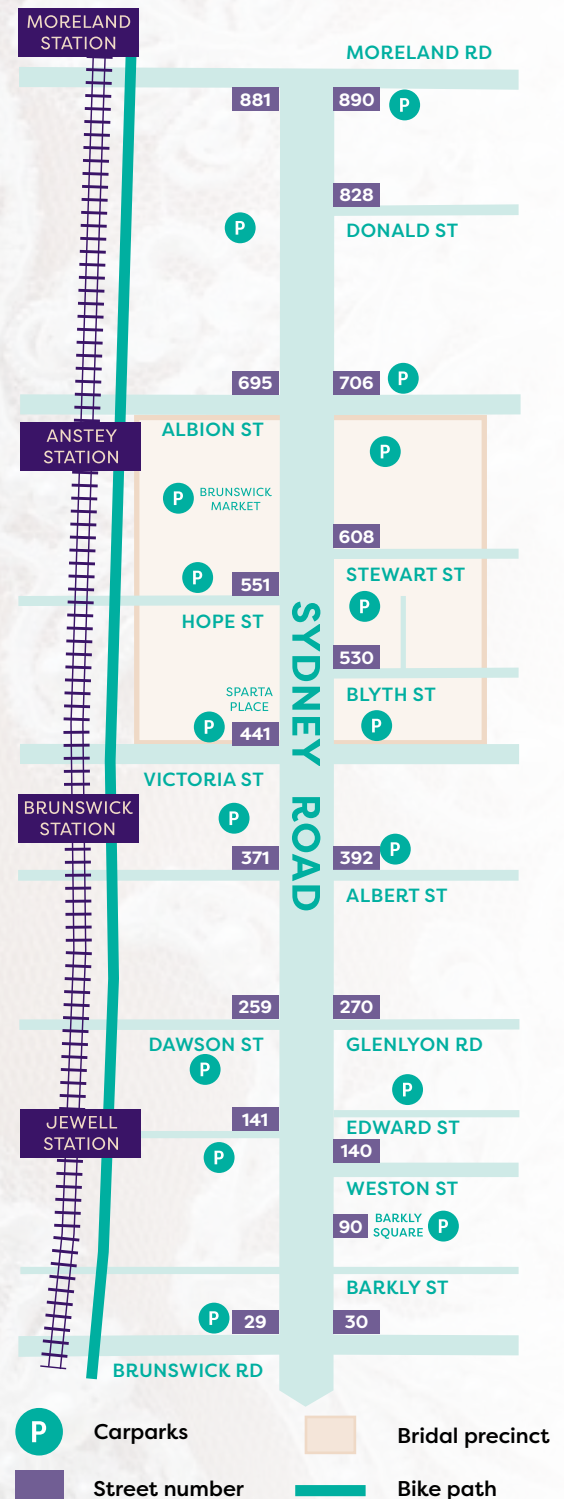 MORELAND
STATION
MORELAND RD
881
890
P
828
P
DONALD ST
695
706
P
ANSTEY
STATION
ALBION ST
P
P
BRUNSWICK
MARKET
608
P
551
STEWART ST
P
HOPE ST
SYDNEY ROAD
530
SPARTA
PLACE
BLYTH ST
P
441
P
VICTORIA ST
BRUNSWICK
STATION
P
371
392
P
ALBERT ST
259
270
DAWSON ST
GLENLYON RD
P
P
JEWELL
STATION
141
EDWARD ST
140
P
WESTON ST
90
BARKLY
SQUARE
P
BARKLY ST
P
29
30
BRUNSWICK RD
P
Carparks
Bridal precinct
Street number
Bike path